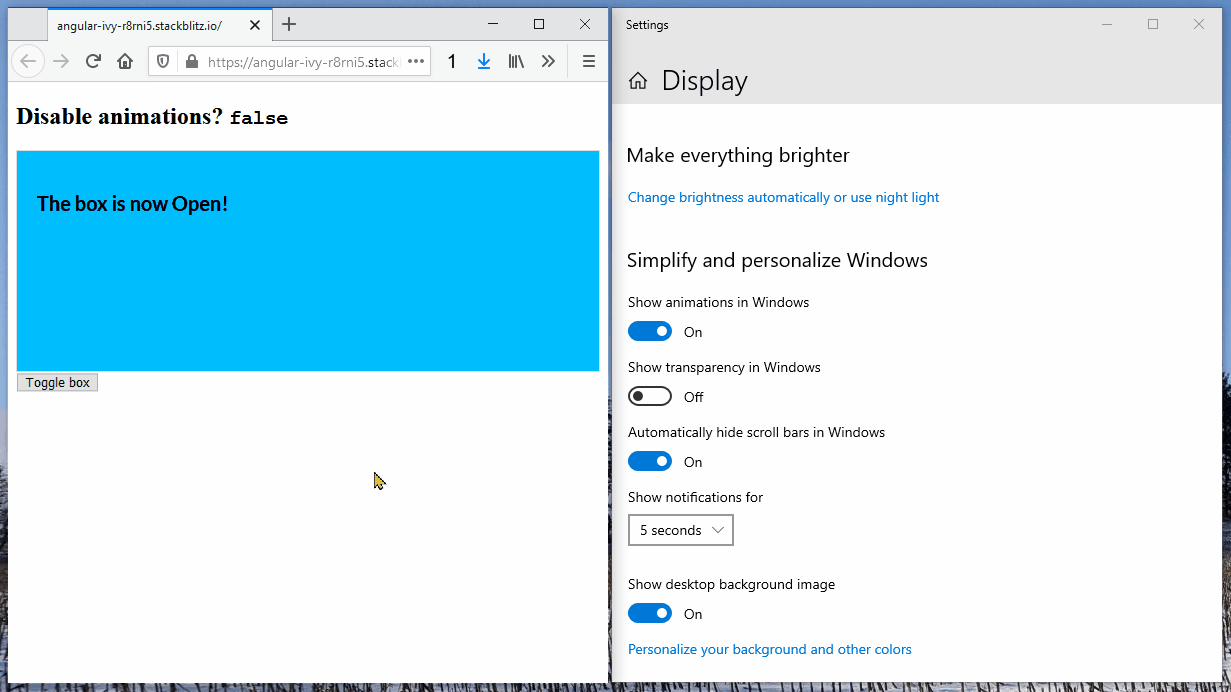 angular-ivy-r8rni5.stackblitz.io/
https://angular-ivy-r8rni5.stackl
1
Disable animations? false
The box is now Open!
Toggle box
Settings
Display
Make everything brighter
Change brightness automatically or use night light
Simplify and personalize Windows
Show animations in Windows
On
Show transparency in Windows
Off
Automatically hide scroll bars in Windows
On
Show notifications for
5 seconds
Show desktop background image
On
Personalize your background and other colors